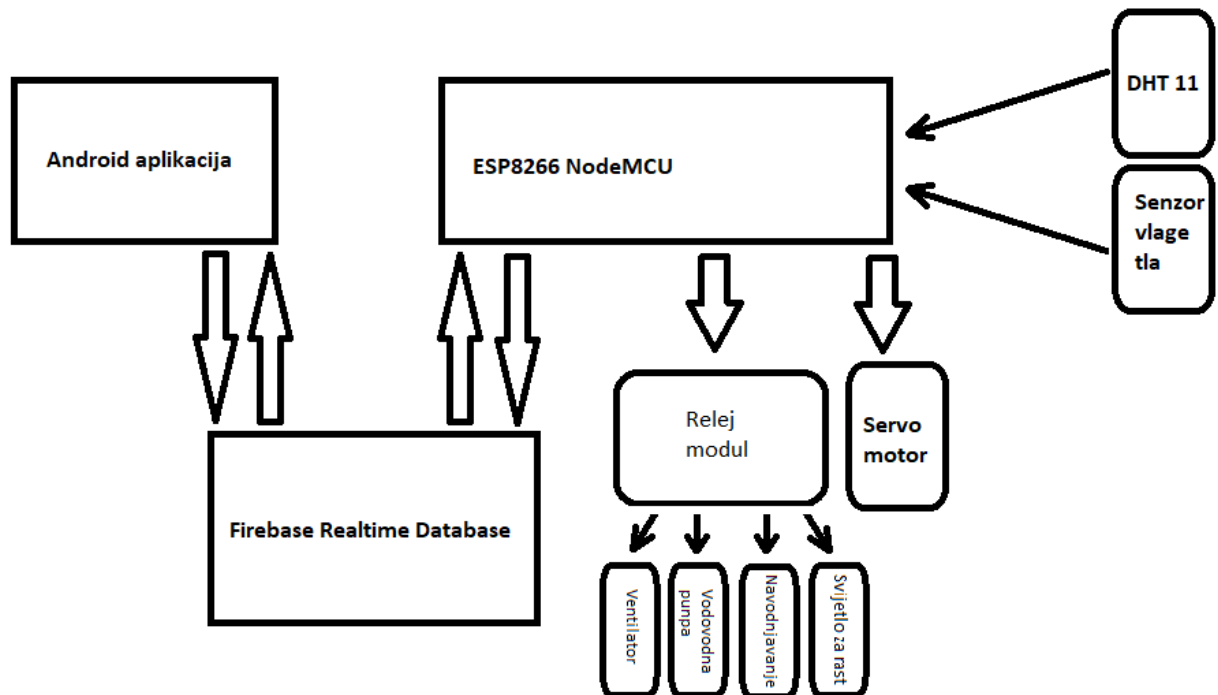 DHT 11
Android aplikacija
ESP8266 NodeMCU
Senzor
vlage
tla
Relej
modul
Servo
motor
Firebase Realtime Database
Ventilator
Vodovodna
punpa
Navodnjavanje
Svijetlo za rast